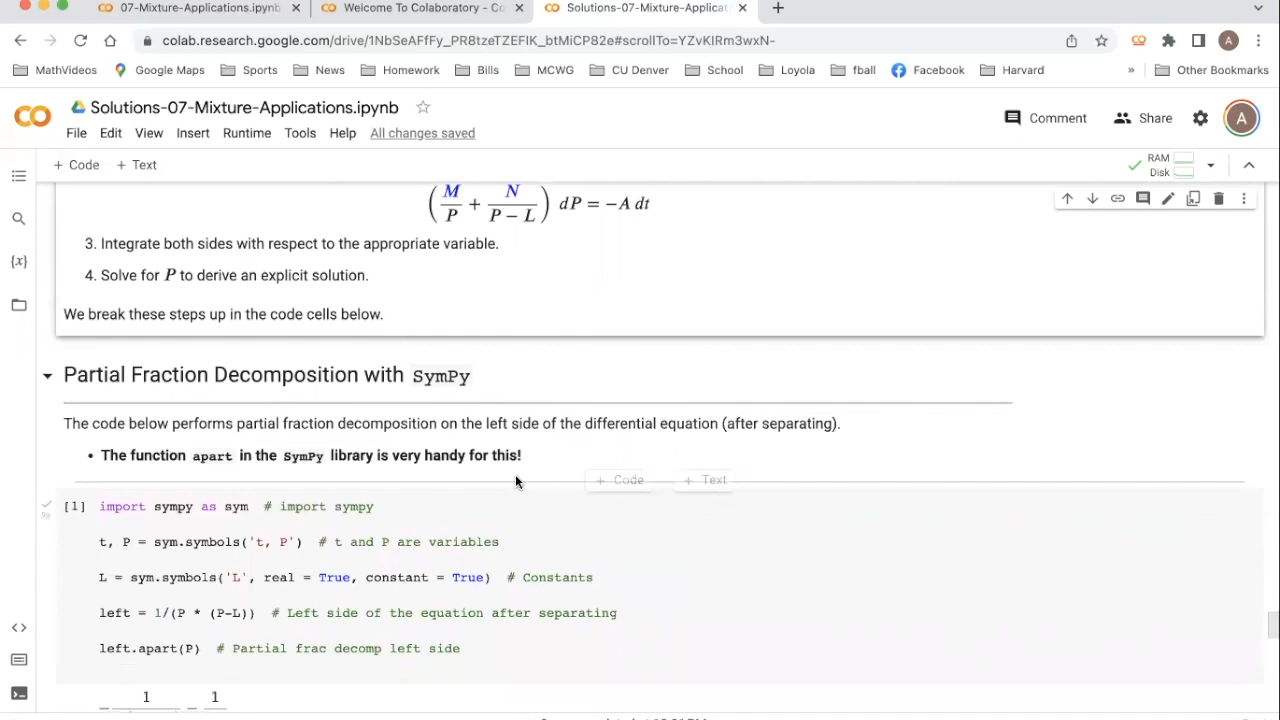 07-Mixture-Applications.ipynb
Welcome To Colaboratory - Co
Solutions-07-Mixture-Applicat
colab.research.google.com/drive/1NbSeAFfFy_PR8tzeTZEFIK_btMiCP82e#scrollTo=YZvKIRm3wxN-
A
MathVideos Google Maps Sports News Homework Bills MCWG CU Denver School Loyola fball Facebook Harvard » Other Bookmarks
Solutions-07-Mixture-Applications.ipynb
Comment Share A
File Edit View Insert Runtime Tools Help All changes saved
+ Code + Text
RAM
Disk
(M/P + N/(P − L)) dP = −A dt
3. Integrate both sides with respect to the appropriate variable.
4. Solve for P to derive an explicit solution.
We break these steps up in the code cells below.
Partial Fraction Decomposition with SymPy
The code below performs partial fraction decomposition on the left side of the differential equation (after separating).
• The function apart in the SymPy library is very handy for this!
+ Code + Text
[1] import sympy as sym # import sympy
t, P = sym.symbols('t, P') # t and P are variables
L = sym.symbols('L', real = True, constant = True) # Constants
left = 1/(P * (P-L)) # Left side of the equation after separating
left.apart(P) # Partial frac decomp left side
1 1